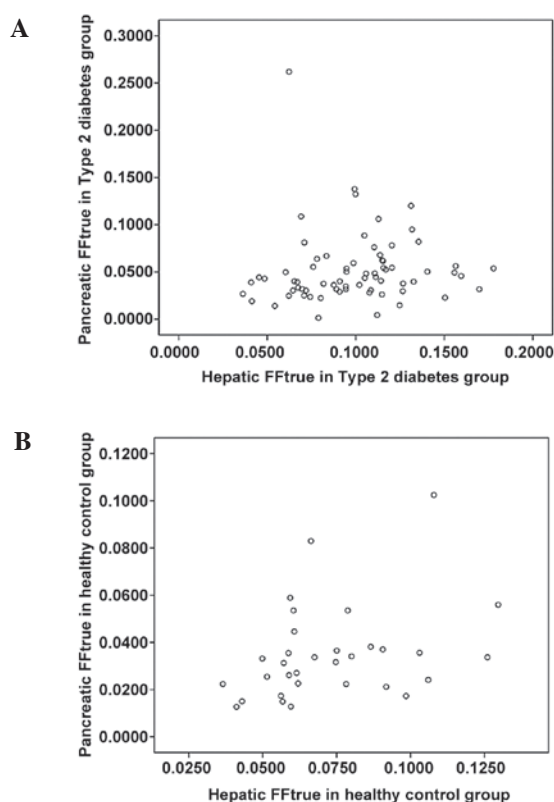 A
Pancreatic FFtrue in Type 2 diabetes group
0.3000
0.2500
0.2000
0.1500
0.1000
0.0500
0.0000
0.0000 0.0500 0.1000 0.1500 0.2000
Hepatic FFtrue in Type 2 diabetes group
B
Pancreatic FFtrue in healthy control group
0.1200
0.1000
0.0800
0.0600
0.0400
0.0200
0.0000
0.0250 0.0500 0.0750 0.1000 0.1250
Hepatic FFtrue in healthy control group